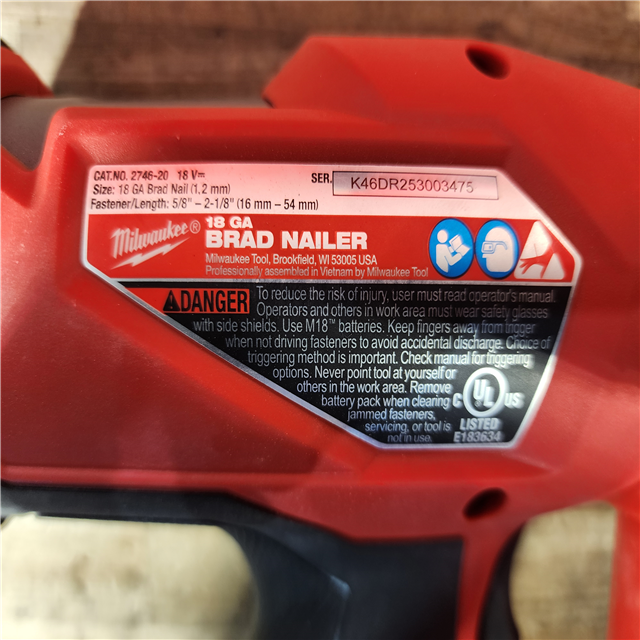 CAT.NO. 2746-20 18 V⎓
SER. K46DR253003475
Size: 18 GA Brad Nail (1,2 mm)
Fastener/Length: 5/8" – 2-1/8" (16 mm – 54 mm)
Milwaukee®
18 GA
BRAD NAILER
Milwaukee Tool, Brookfield, WI 53005 USA
Professionally assembled in Vietnam by Milwaukee Tool
DANGER To reduce the risk of injury, user must read operator's manual.
Operators and others in work area must wear safety glasses
with side shields. Use M18™ batteries. Keep fingers away from trigger
when not driving fasteners to avoid accidental discharge. Choice of
triggering method is important. Check manual for triggering
options. Never point tool at yourself or
others in the work area. Remove
battery pack when clearing
jammed fasteners,
servicing, or tool is
not in use.
C UL US
LISTED
E183634